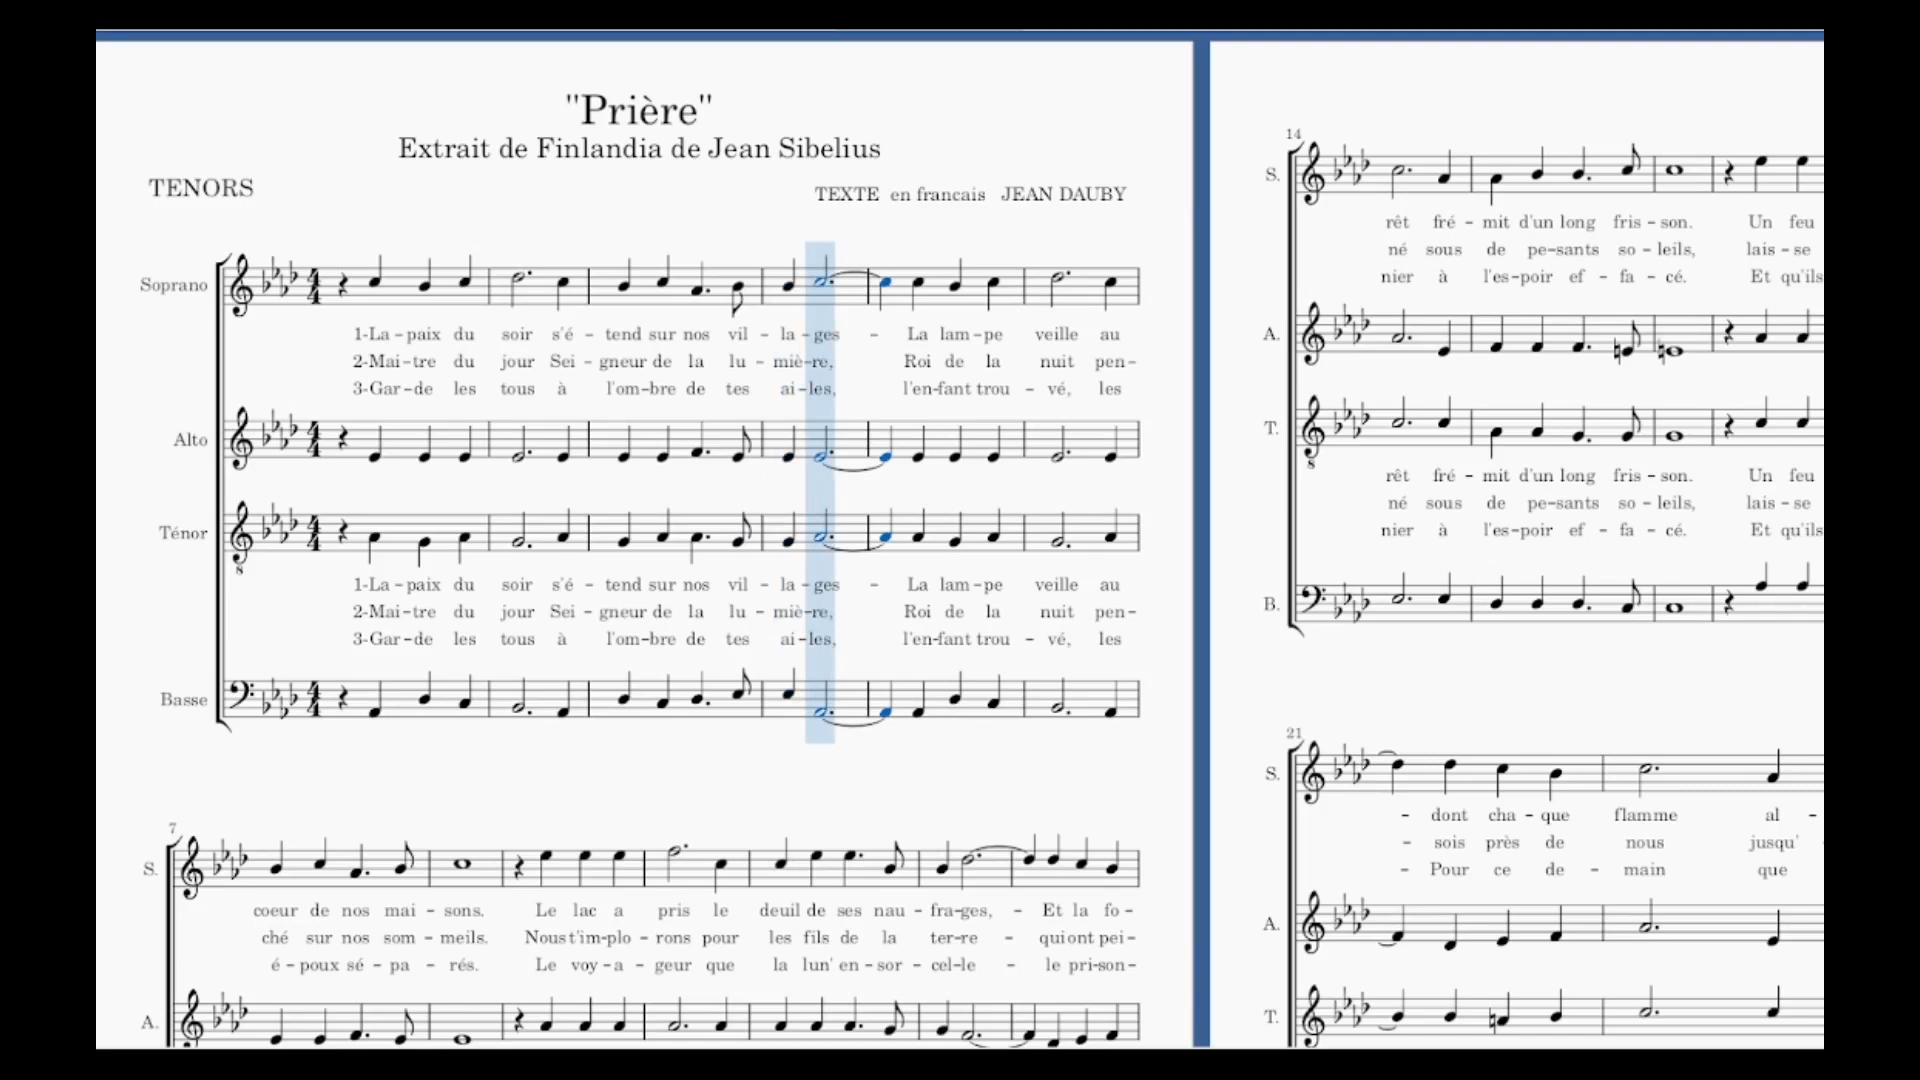 "Prière"
Extrait de Finlandia de Jean Sibelius
TENORS
TEXTE en francais JEAN DAUBY
Soprano
1-La-paix du soir s'é-tend sur nos vil-la-ges - La lam-pe veille au
2-Mai-tre du jour Sei-gneur de la lu-miè-re, Roi de la nuit pen-
3-Gar-de les tous à l'om-bre de tes ai-les, l'en-fant trou-vé, les
Alto
Ténor
8
1-La-paix du soir s'é-tend sur nos vil-la-ges - La lam-pe veille au
2-Mai-tre du jour Sei-gneur de la lu-miè-re, Roi de la nuit pen-
3-Gar-de les tous à l'om-bre de tes ai-les, l'en-fant trou-vé, les
Basse
7
S.
coeur de nos mai-sons. Le lac a pris le deuil de ses nau-fra-ges, - Et la fo-
ché sur nos som-meils. Nous t'im-plo-rons pour les fils de la ter-re - qui ont pei-
é-poux sé-pa-rés. Le voy-a-geur que la lun' en-sor-cel-le - le pri-son-
A.
14
S.
rêt fré-mit d'un long fris-son. Un feu
né sous de pe-sants so-leils, lais-se
nier à l'es-poir ef-fa-cé. Et qu'ils
A.
T.
8
rêt fré-mit d'un long fris-son. Un feu
né sous de pe-sants so-leils, lais-se
nier à l'es-poir ef-fa-cé. Et qu'ils
B.
21
S.
- dont cha-que flamme al-
- sois près de nous jusqu'
- Pour ce de-main que
A.
T.